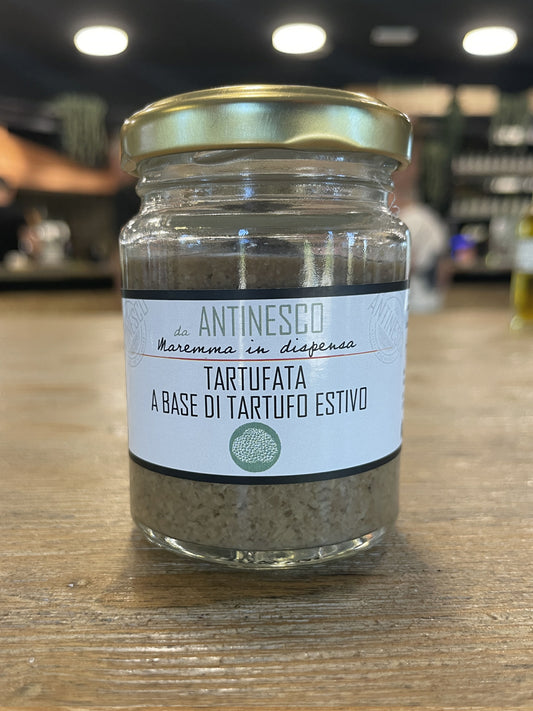 da ANTINESCO
Maremma in dispensa
TARTUFATA
A BASE DI TARTUFO ESTIVO